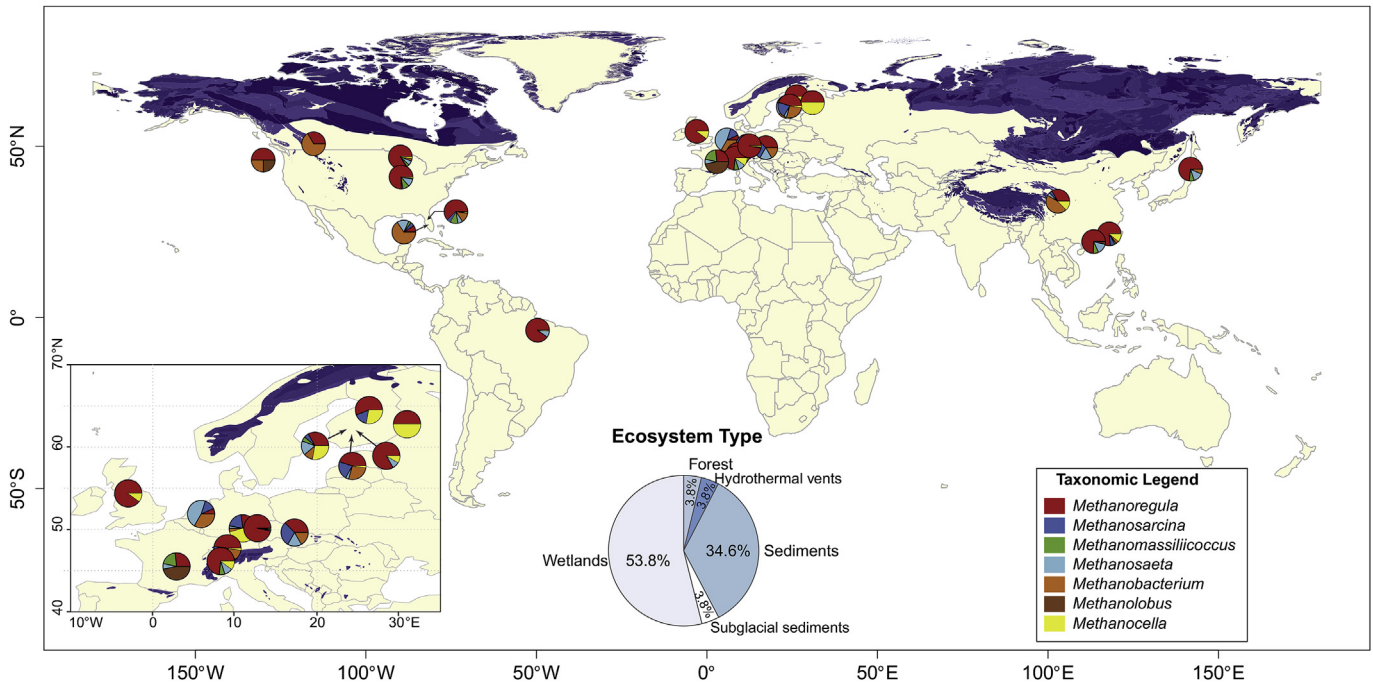 50°N
0°
50°S
70°N
60
50
40
10°W
0
10
20
30°E
Ecosystem Type
Forest
Hydrothermal vents
3.8%
3.8%
Wetlands
53.8%
34.6%
Sediments
3.8%
Subglacial sediments
Taxonomic Legend
Methanoregula
Methanosarcina
Methanomassiliicoccus
Methanosaeta
Methanobacterium
Methanolobus
Methanocella
150°W
100°W
50°W
0°
50°E
100°E
150°E